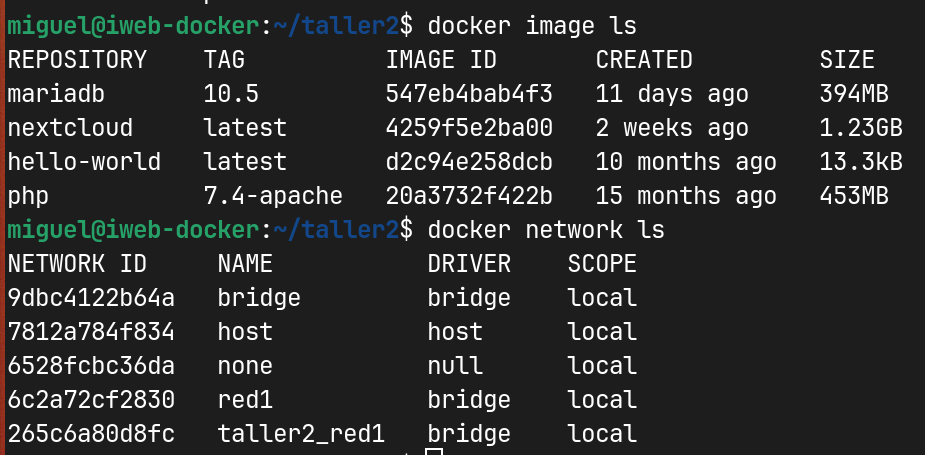 miguel@iweb-docker:~/taller2$ docker image ls
REPOSITORY    TAG          IMAGE ID       CREATED         SIZE
mariadb       10.5         547eb4bab4f3   11 days ago     394MB
nextcloud     latest       4259f5e2ba00   2 weeks ago     1.23GB
hello-world   latest       d2c94e258dcb   10 months ago   13.3kB
php           7.4-apache   20a3732f422b   15 months ago   453MB
miguel@iweb-docker:~/taller2$ docker network ls
NETWORK ID     NAME           DRIVER    SCOPE
9dbc4122b64a   bridge         bridge    local
7812a784f834   host           host      local
6528fcbc36da   none           null      local
6c2a72cf2830   red1           bridge    local
265c6a80d8fc   taller2_red1   bridge    local